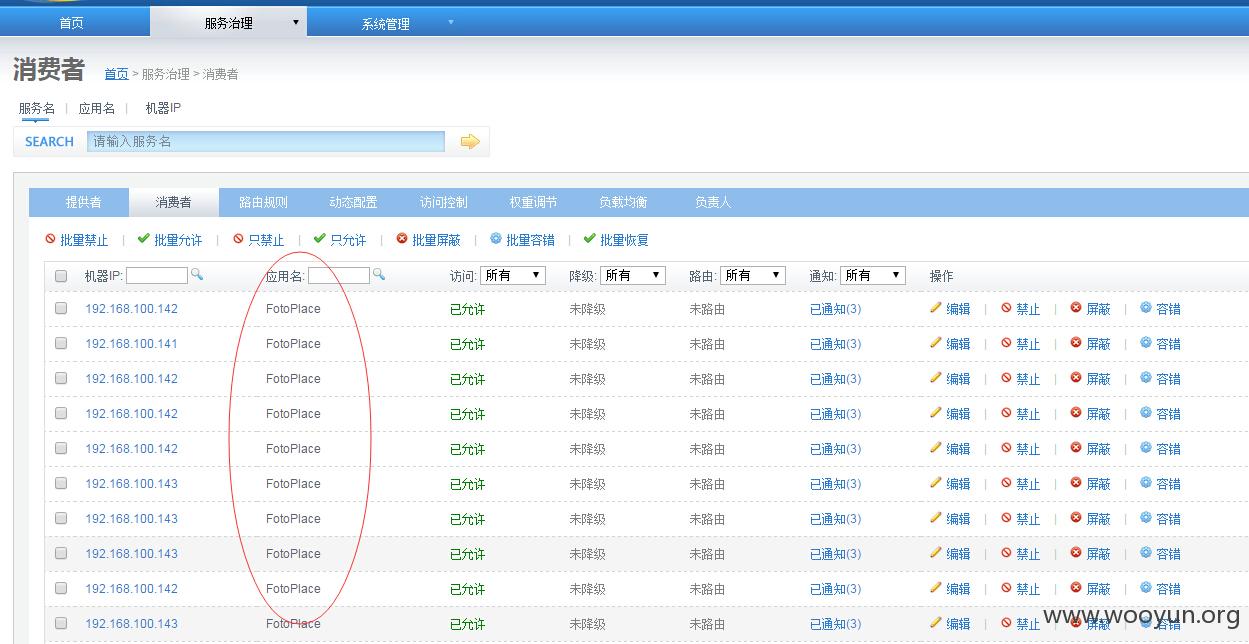 首页 服务治理 ▼ 系统管理 ▼
消费者 首页 > 服务治理 > 消费者
服务名 | 应用名 | 机器IP
SEARCH 请输入服务名
提供者 消费者 路由规则 动态配置 访问控制 权重调节 负载均衡 负责人
批量禁止 | 批量允许 | 只禁止 | 只允许 | 批量屏蔽 | 批量容错 | 批量恢复
机器IP: 应用名: 访问: 所有 ▼ 降级: 所有 ▼ 路由: 所有 ▼ 通知: 所有 ▼ 操作
192.168.100.142 FotoPlace 已允许 未降级 未路由 已通知(3) 编辑 | 禁止 | 屏蔽 | 容错
192.168.100.141 FotoPlace 已允许 未降级 未路由 已通知(3) 编辑 | 禁止 | 屏蔽 | 容错
192.168.100.142 FotoPlace 已允许 未降级 未路由 已通知(3) 编辑 | 禁止 | 屏蔽 | 容错
192.168.100.142 FotoPlace 已允许 未降级 未路由 已通知(3) 编辑 | 禁止 | 屏蔽 | 容错
192.168.100.142 FotoPlace 已允许 未降级 未路由 已通知(3) 编辑 | 禁止 | 屏蔽 | 容错
192.168.100.143 FotoPlace 已允许 未降级 未路由 已通知(3) 编辑 | 禁止 | 屏蔽 | 容错
192.168.100.143 FotoPlace 已允许 未降级 未路由 已通知(3) 编辑 | 禁止 | 屏蔽 | 容错
192.168.100.143 FotoPlace 已允许 未降级 未路由 已通知(3) 编辑 | 禁止 | 屏蔽 | 容错
192.168.100.142 FotoPlace 已允许 未降级 未路由 已通知(3) 编辑 | 禁止 | 屏蔽 | 容错
192.168.100.143 FotoPlace 已允许 未降级 未路由 已通知(3) 编辑 | 禁止 | 屏蔽 | 容错
www.wooyun.org